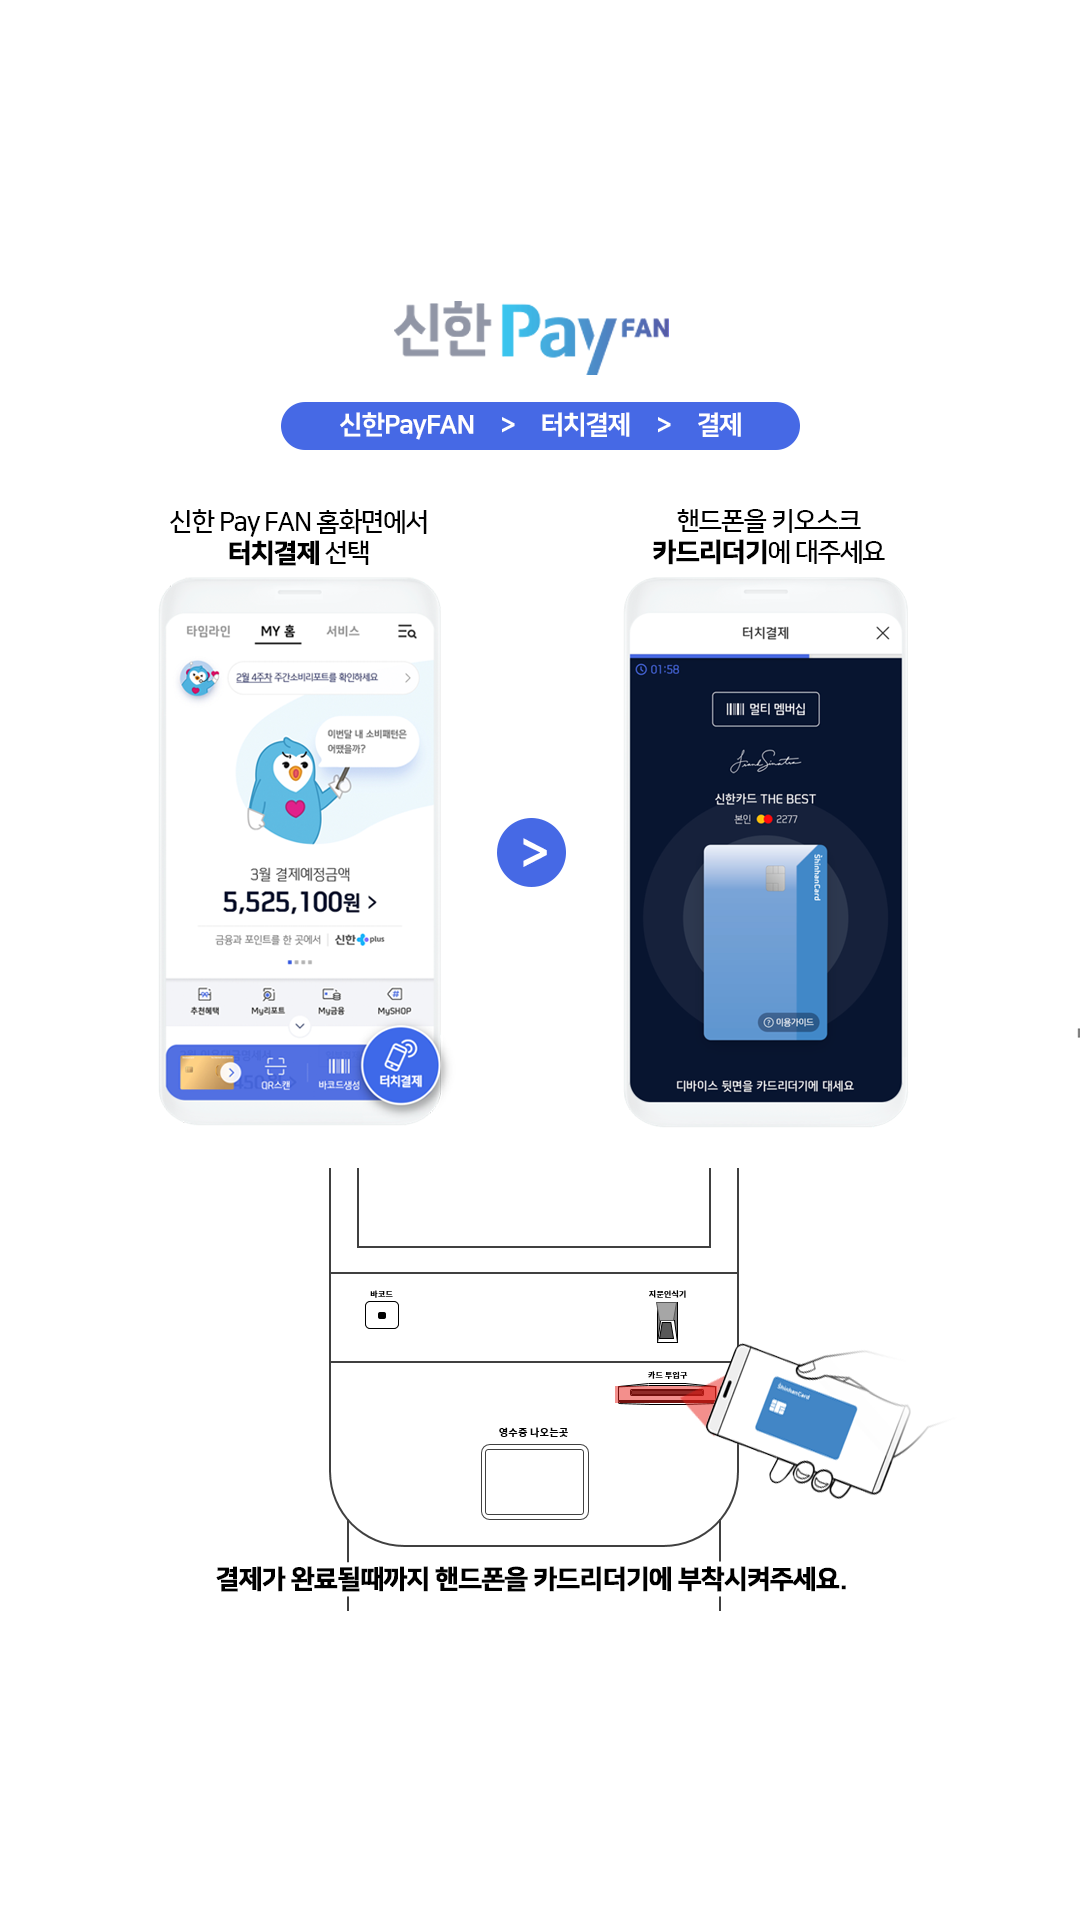 신한 Pay FAN
신한PayFAN > 터치결제 > 결제
신한 Pay FAN 홈화면에서
터치결제 선택
타임라인 MY 홈 서비스
2월 4주차 주간소비리포트를 확인하세요 >
이번달 내 소비패턴은
어땠을까?
3월 결제예정금액
5,525,100원 >
금융과 포인트를 한 곳에서 | 신한 plus
추천혜택 My리포트 My금융 MySHOP
QR스캔 바코드생성 터치결제
>
핸드폰을 키오스크
카드리더기에 대주세요
터치결제
01:58
멀티 멤버십
Frank Sinatra
신한카드 THE BEST
본인 2277
ShinhanCard
? 이용가이드
디바이스 뒷면을 카드리더기에 대세요
바코드
지문인식기
카드 투입구
ShinhanCard
영수증 나오는곳
결제가 완료될때까지 핸드폰을 카드리더기에 부착시켜주세요.